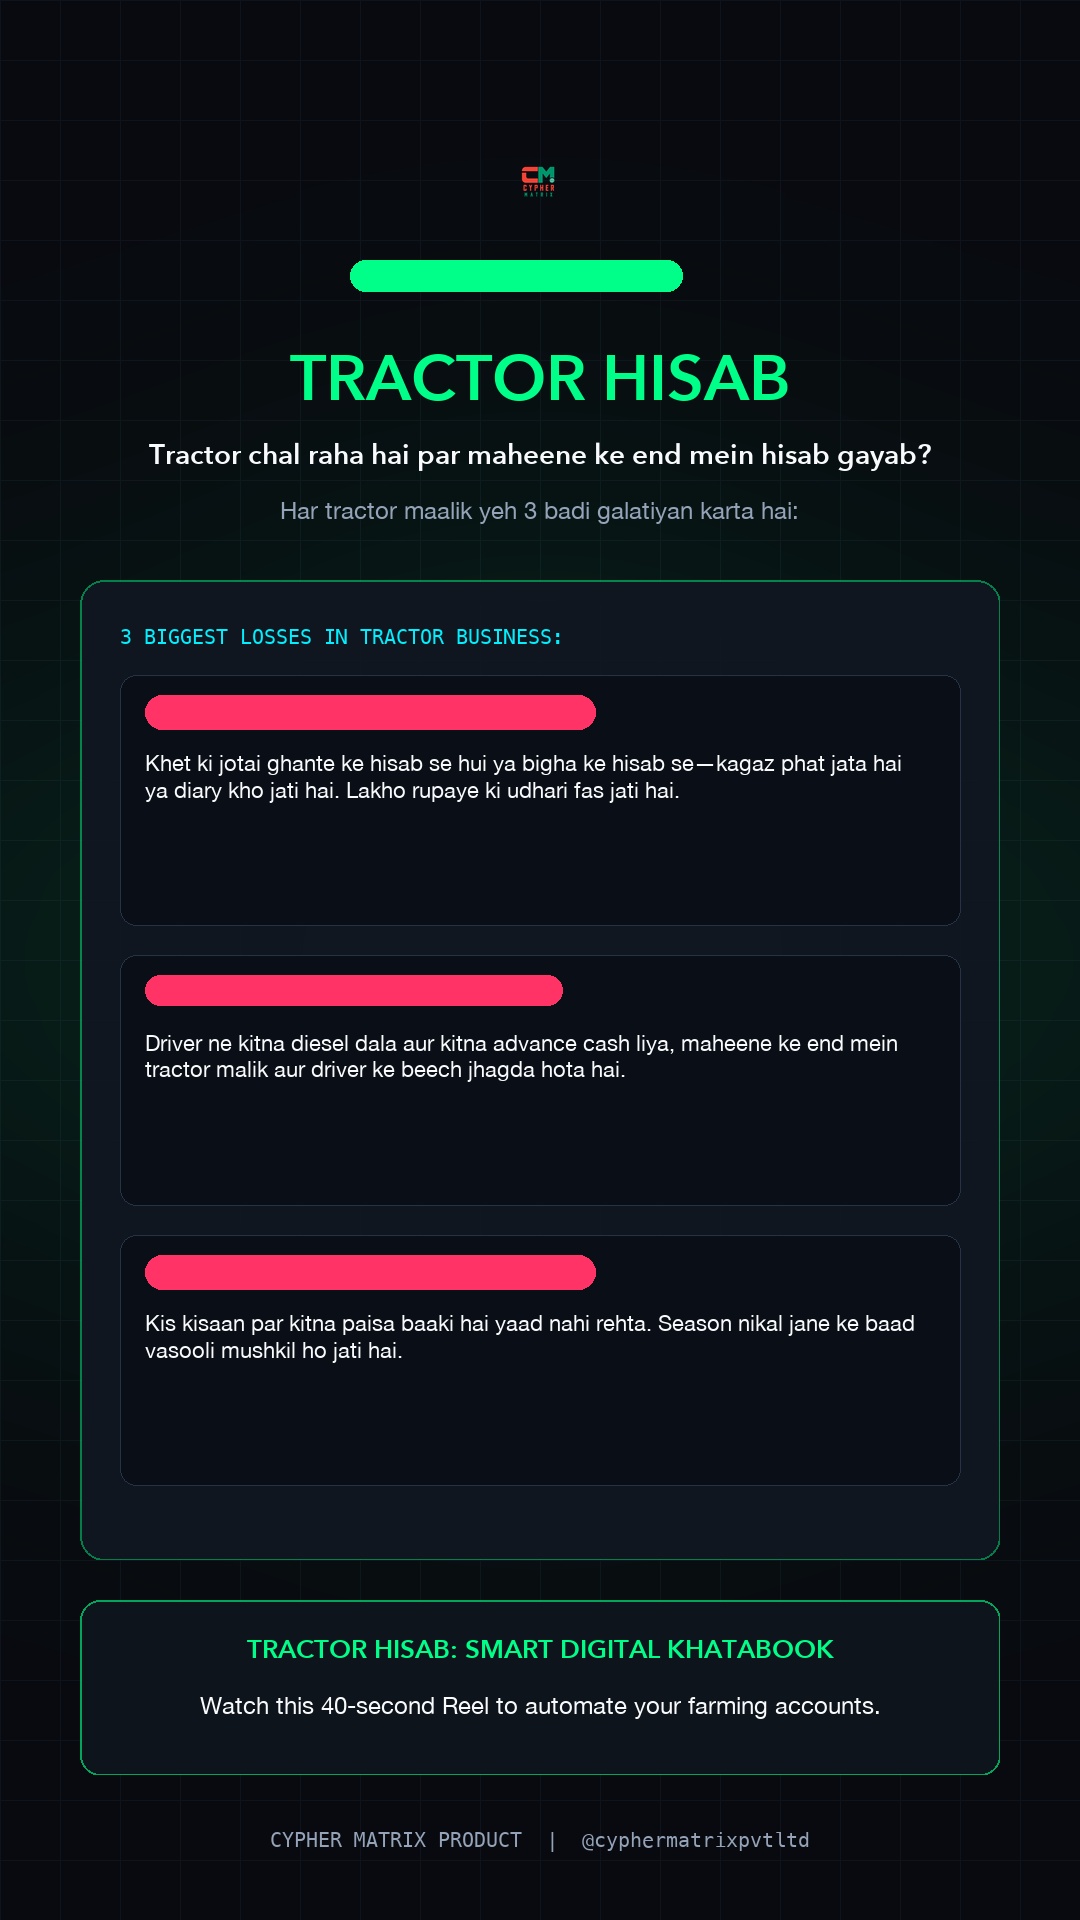 CM
CYPHER
MATRIX
TRACTOR HISAB
Tractor chal raha hai par maheene ke end mein hisab gayab?
Har tractor maalik yeh 3 badi galatiyan karta hai:
3 BIGGEST LOSSES IN TRACTOR BUSINESS:
Khet ki jotai ghante ke hisab se hui ya bigha ke hisab se—kagaz phat jata hai
ya diary kho jati hai. Lakho rupaye ki udhari fas jati hai.
Driver ne kitna diesel dala aur kitna advance cash liya, maheene ke end mein
tractor malik aur driver ke beech jhagda hota hai.
Kis kisaan par kitna paisa baaki hai yaad nahi rehta. Season nikal jane ke baad
vasooli mushkil ho jati hai.
TRACTOR HISAB: SMART DIGITAL KHATABOOK
Watch this 40-second Reel to automate your farming accounts.
CYPHER MATRIX PRODUCT | @cyphermatrixpvtltd